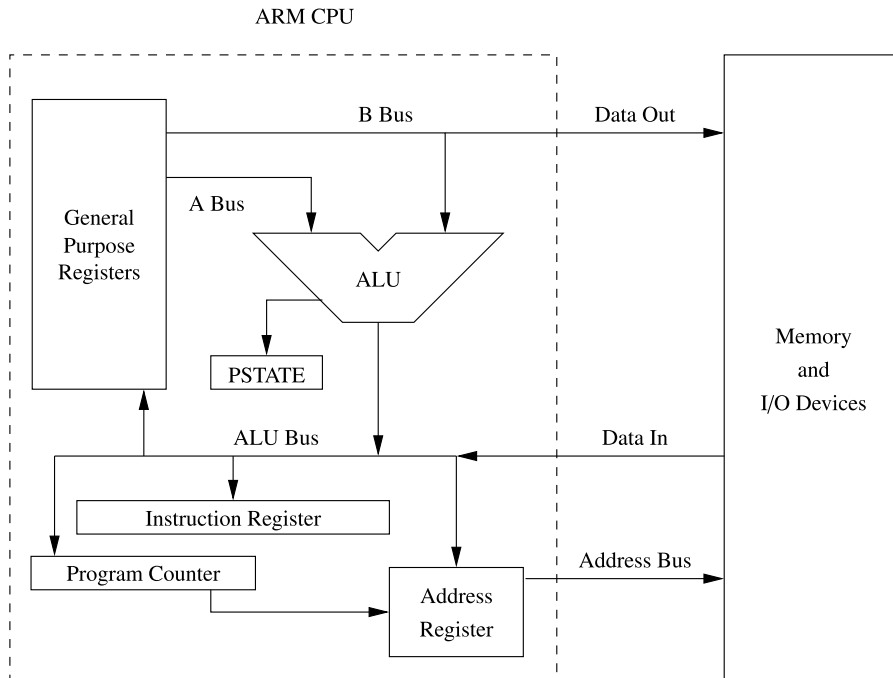 ARM CPU
B Bus
Data Out
A Bus
General
Purpose
Registers
ALU
PSTATE
Memory
and
I/O Devices
ALU Bus
Data In
Instruction Register
Program Counter
Address Bus
Address
Register